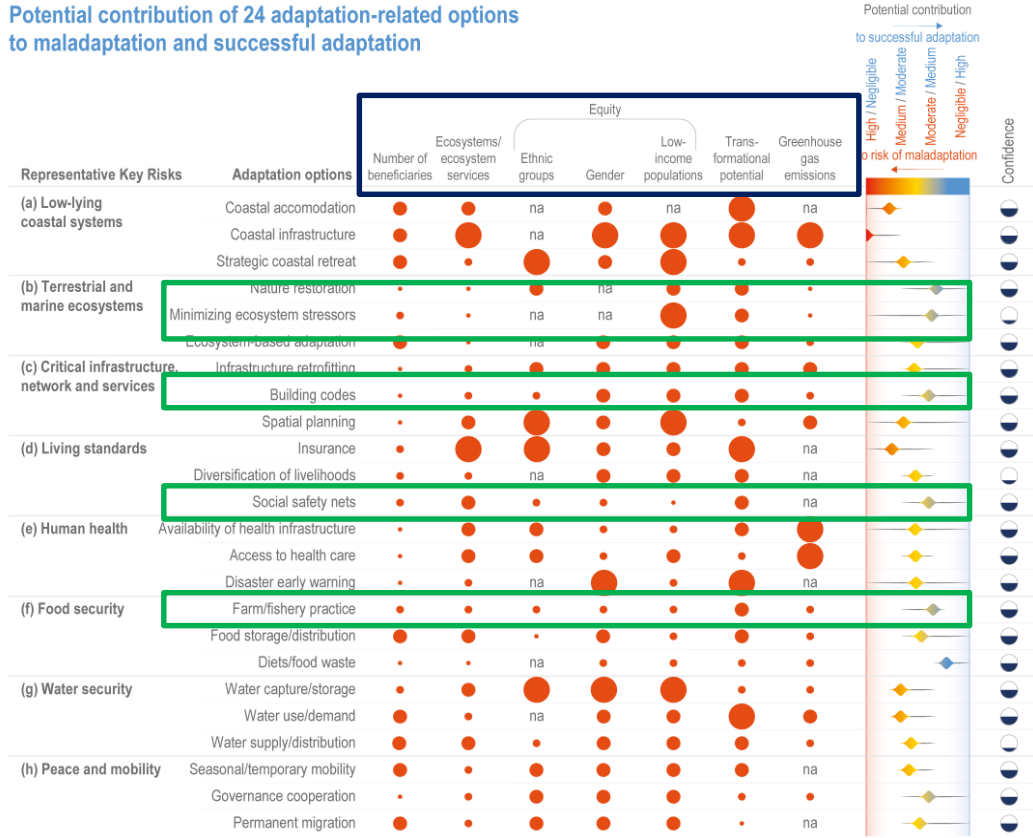 Potential contribution of 24 adaptation-related options
to maladaptation and successful adaptation
Potential contribution
to successful adaptation
High / Negligible
Medium / Moderate
Moderate / Medium
Negligible / High
o risk of maladaptation
Confidence
Equity
Representative Key Risks
Adaptation options
Number of
beneficiaries
Ecosystems/
ecosystem
services
Ethnic
groups
Gender
Low-
income
populations
Trans-
formational
potential
Greenhouse
gas
emissions
(a) Low-lying
coastal systems
Coastal accomodation na na na
Coastal infrastructure na
Strategic coastal retreat
(b) Terrestrial and
marine ecosystems
Nature restoration na
Minimizing ecosystem stressors na na
Ecosystem-based adaptation na
(c) Critical infrastructure,
network and services
Infrastructure retrofitting
Building codes
Spatial planning
(d) Living standards
Insurance na
Diversification of livelihoods na
Social safety nets na
(e) Human health
Availability of health infrastructure
Access to health care
Disaster early warning na na
(f) Food security
Farm/fishery practice
Food storage/distribution
Diets/food waste na
(g) Water security
Water capture/storage
Water use/demand na
Water supply/distribution
(h) Peace and mobility
Seasonal/temporary mobility na
Governance cooperation
Permanent migration na